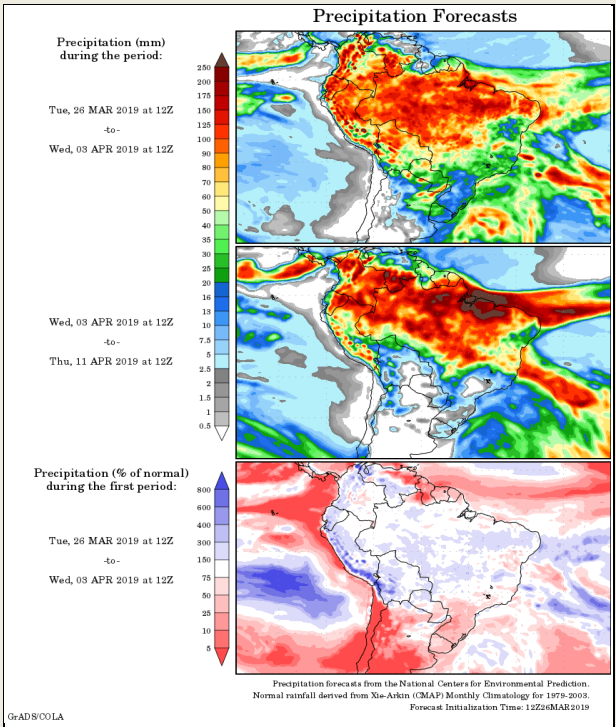 Precipitation Forecasts
Precipitation (mm)
during the period:
Tue, 26 MAR 2019 at 12Z
-to-
Wed, 03 APR 2019 at 12Z
250
200
175
150
125
100
90
80
70
60
50
40
35
30
25
20
16
13
10
7.5
5
2.5
2
1.5
1
0.5
Wed, 03 APR 2019 at 12Z
-to-
Thu, 11 APR 2019 at 12Z
Precipitation (% of normal)
during the first period:
Tue, 26 MAR 2019 at 12Z
-to-
Wed, 03 APR 2019 at 12Z
800
600
400
300
150
75
50
25
10
5
Precipitation forecasts from the National Centers for Environmental Prediction.
Normal rainfall derived from Xie-Arkin (CMAP) Monthly Climatology for 1979-2003.
Forecast Initialization Time: 12Z26MAR2019
GrADS/COLA